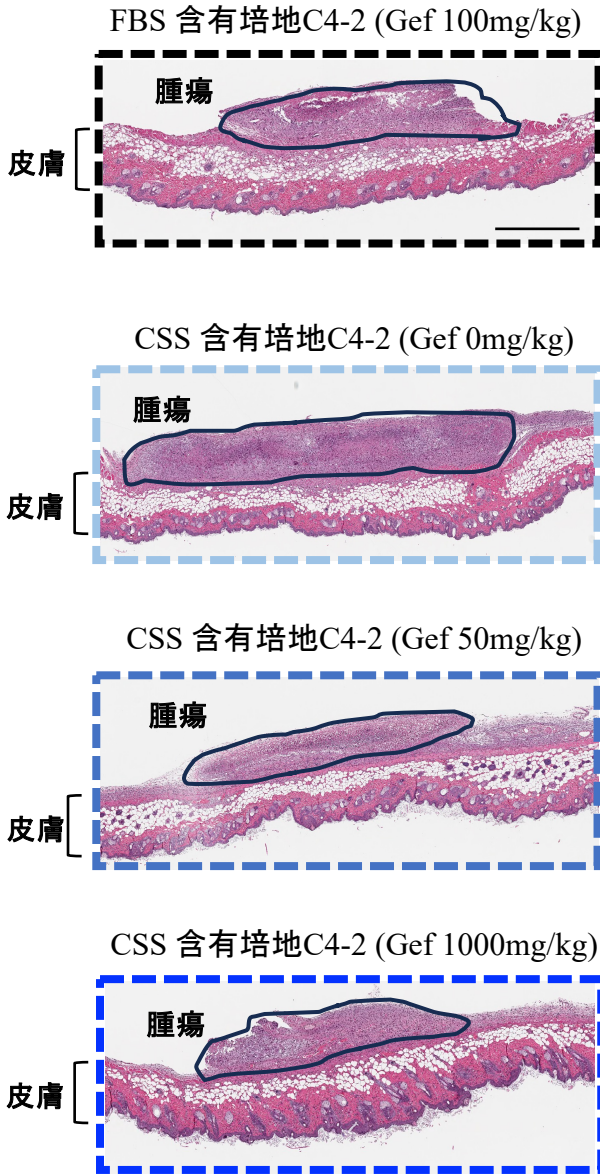 FBS 含有培地C4-2 (Gef 100mg/kg)
腫瘍
皮膚
CSS 含有培地C4-2 (Gef 0mg/kg)
腫瘍
皮膚
CSS 含有培地C4-2 (Gef 50mg/kg)
腫瘍
皮膚
CSS 含有培地C4-2 (Gef 1000mg/kg)
腫瘍
皮膚